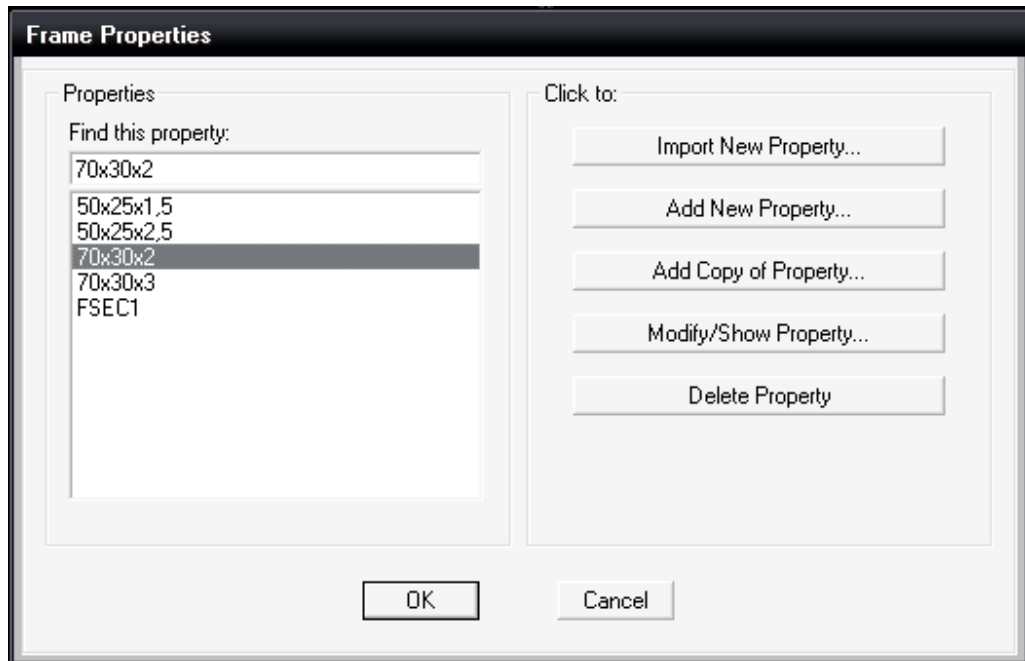 Frame Properties
Properties
Find this property:
70x30x2
50x25x1,5
50x25x2,5
70x30x2
70x30x3
FSEC1
Click to:
Import New Property...
Add New Property...
Add Copy of Property...
Modify/Show Property...
Delete Property
OK
Cancel